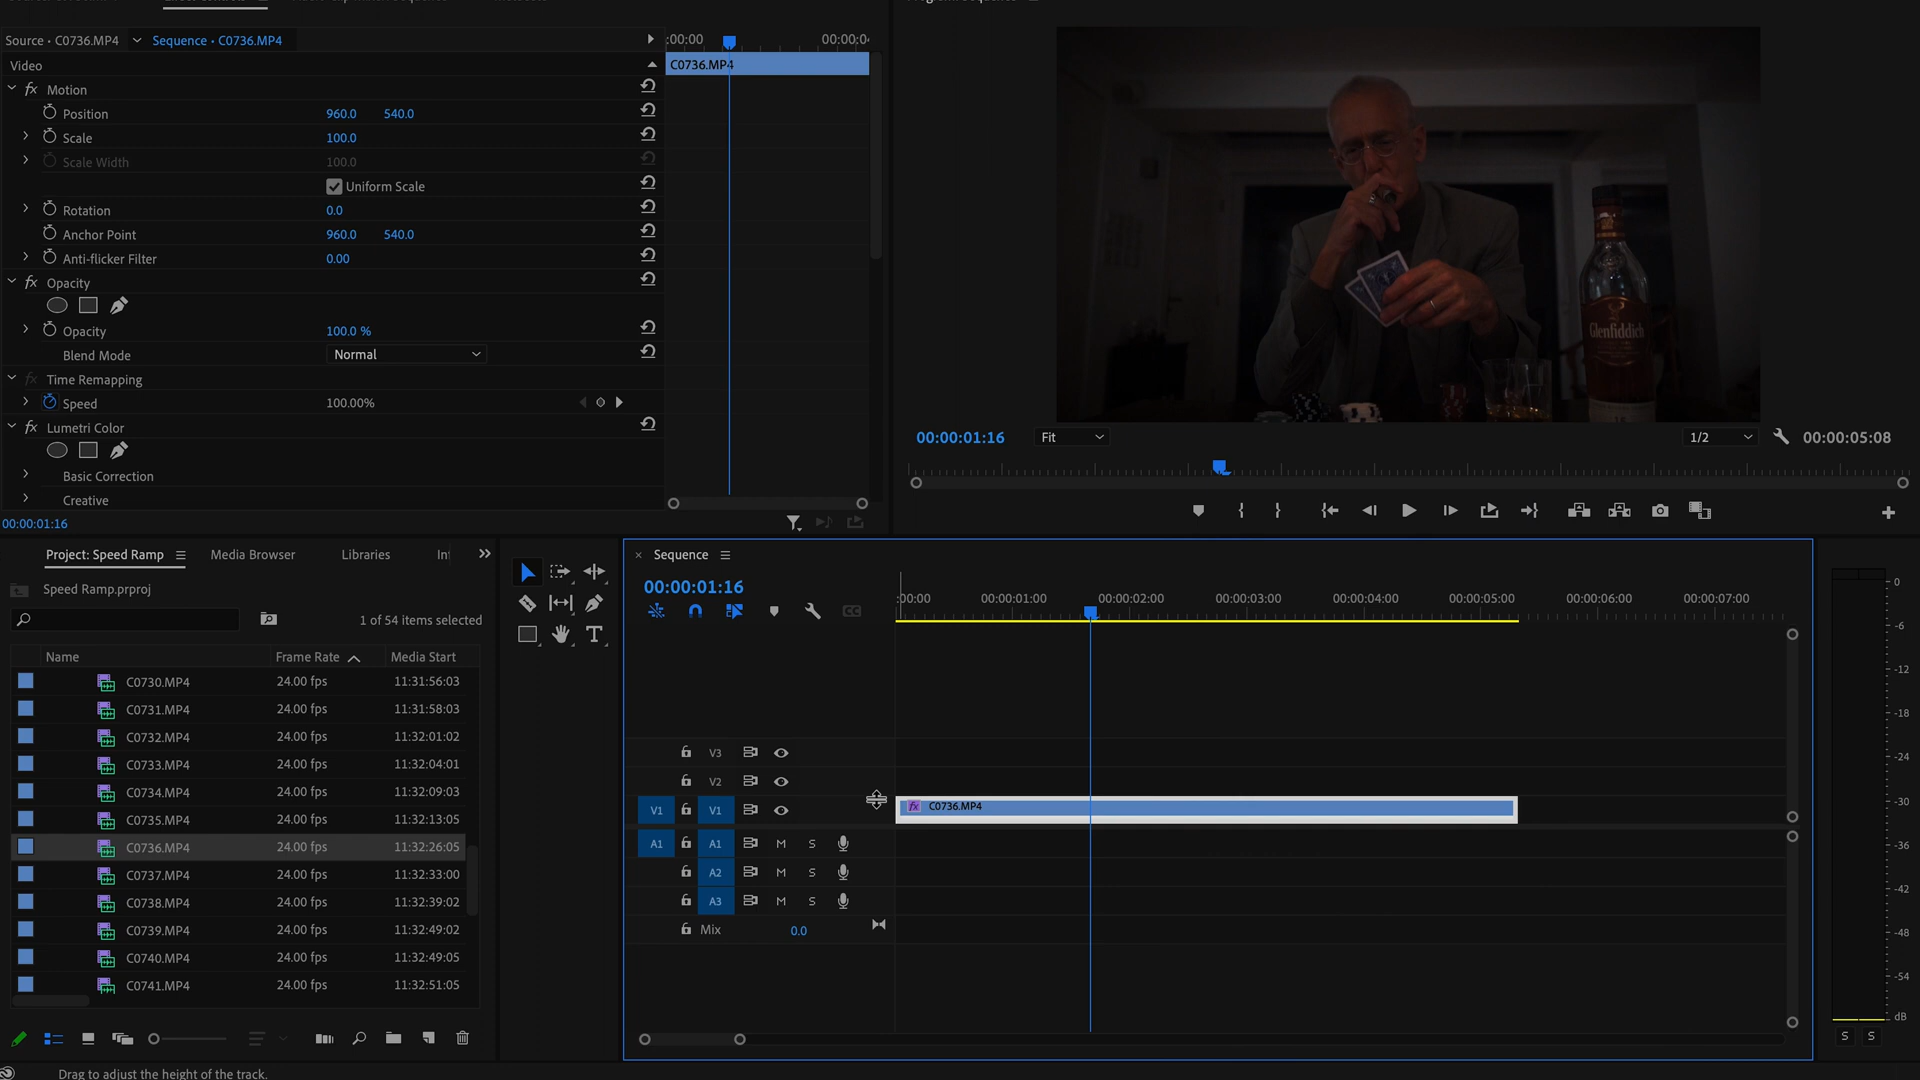 Source • C0736.MP4
Sequence • C0736.MP4
:00:00
00:00:04
Video
C0736.MP4
Motion
Position 960.0 540.0
Scale 100.0
Scale Width 100.0
Uniform Scale
Rotation 0.0
Anchor Point 960.0 540.0
Anti-flicker Filter 0.00
Opacity
Opacity 100.0 %
Blend Mode Normal
Time Remapping
Speed 100.00%
Lumetri Color
Basic Correction
Creative
00:00:01:16
Glenfiddich
00:00:01:16
Fit
1/2
00:00:05:08
Project: Speed Ramp
Media Browser
Libraries
Speed Ramp.prproj
1 of 54 items selected
Name Frame Rate Media Start
C0730.MP4 24.00 fps 11:31:56:03
C0731.MP4 24.00 fps 11:31:58:03
C0732.MP4 24.00 fps 11:32:01:02
C0733.MP4 24.00 fps 11:32:04:01
C0734.MP4 24.00 fps 11:32:09:03
C0735.MP4 24.00 fps 11:32:13:05
C0736.MP4 24.00 fps 11:32:26:05
C0737.MP4 24.00 fps 11:32:33:00
C0738.MP4 24.00 fps 11:32:39:02
C0739.MP4 24.00 fps 11:32:49:02
C0740.MP4 24.00 fps 11:32:49:05
C0741.MP4 24.00 fps 11:32:51:05
Sequence
00:00:01:16
:00:00 00:00:01:00 00:00:02:00 00:00:03:00 00:00:04:00 00:00:05:00 00:00:06:00 00:00:07:00
V3
V2
V1 V1
fx C0736.MP4
A1 A1 M S
A2 M S
A3 M S
Mix 0.0
0
-6
-12
-18
-24
-30
-36
-42
-48
-54
dB
S S
Drag to adjust the height of the track.